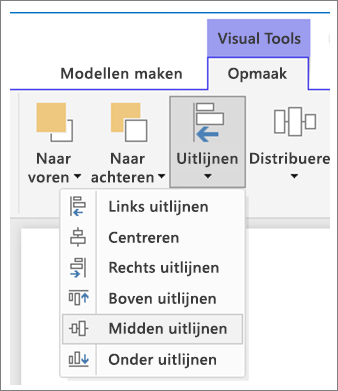 Visual Tools
Modellen maken Opmaak
Naar voren Naar achteren Uitlijnen Distribuere
Links uitlijnen
Centreren
Rechts uitlijnen
Boven uitlijnen
Midden uitlijnen
Onder uitlijnen